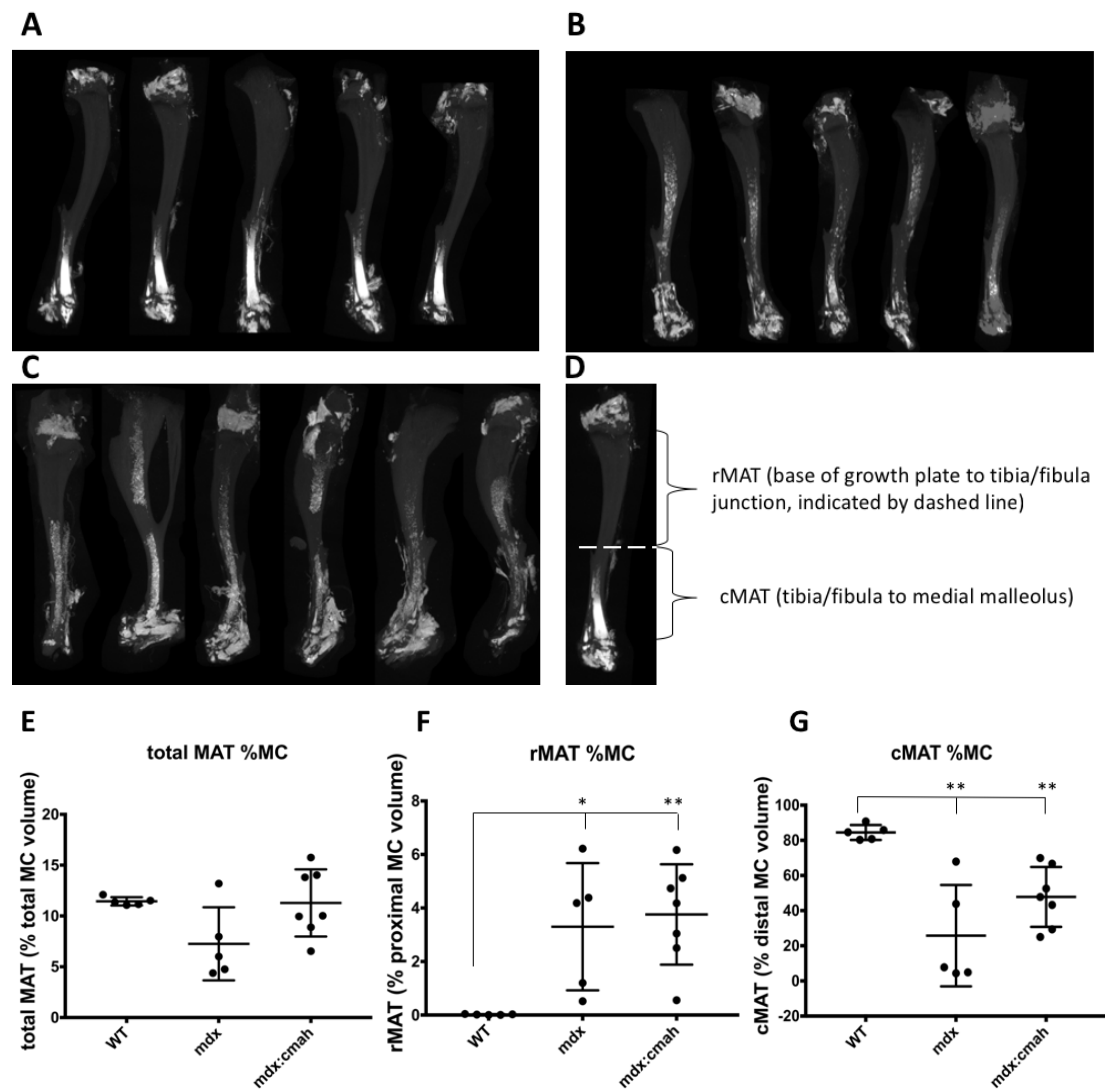 A
B
C
D
rMAT (base of growth plate to tibia/fibula
junction, indicated by dashed line)
cMAT (tibia/fibula to medial malleolus)
E
total MAT %MC
total MAT (% total MC volume)
20
15
10
5
0
WT
mdx
mdx:cmah
F
rMAT %MC
rMAT (% proximal MC volume)
8
6
4
2
0
*
**
WT
mdx
mdx:cmah
G
cMAT %MC
cMAT (% distal MC volume)
100
80
60
40
20
0
-20
**
**
WT
mdx
mdx:cmah